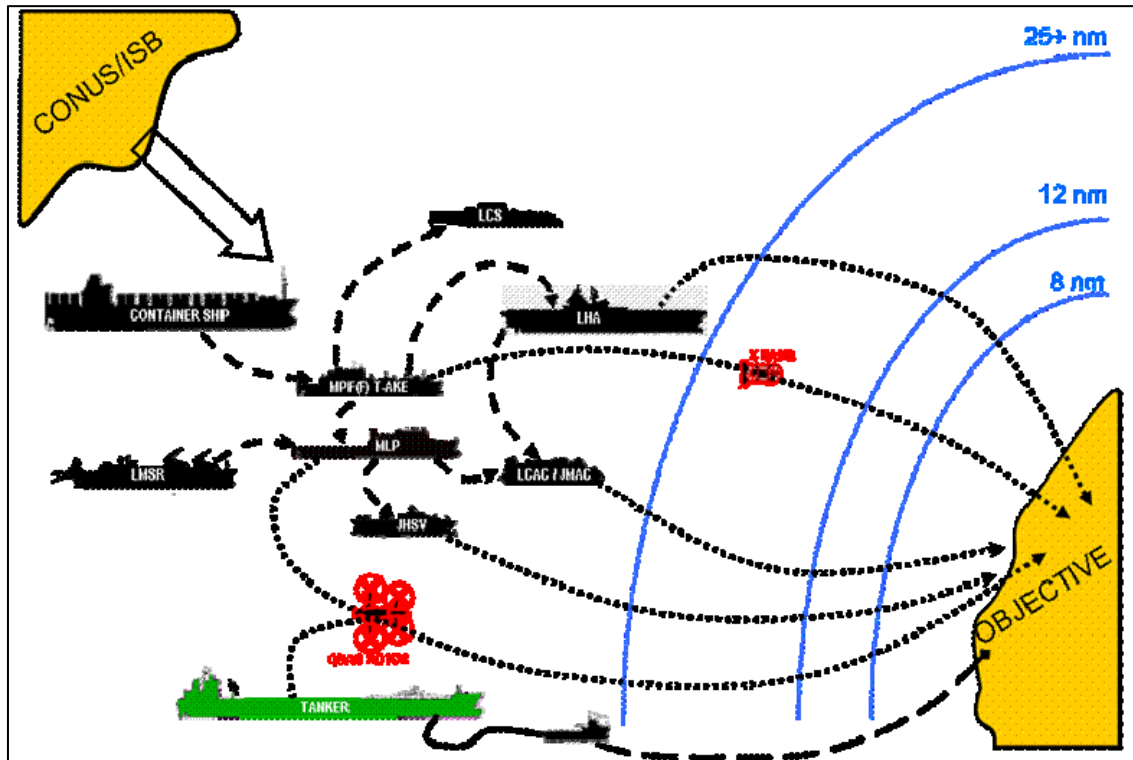 CONUS/ISB
25+ nm
12 nm
8 nm
LCS
CONTAINER SHIP
LHA
MPF(F) T-AKE
MLP
LMSR
LCAC / JMAC
JHSV
OBJECTIVE
TANKER